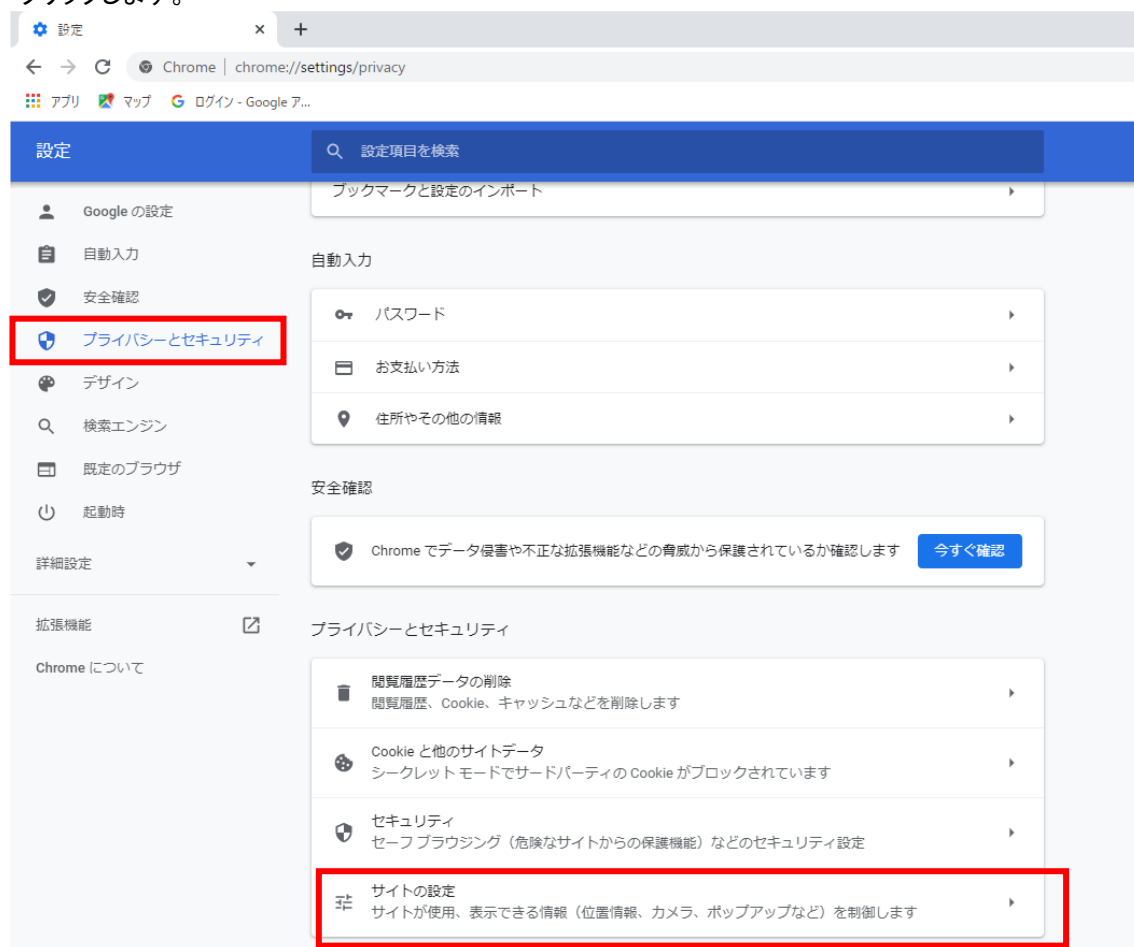 クリックします。
設定
Chrome | chrome://settings/privacy
アプリ マップ ログイン - Google ア...
設定
設定項目を検索
Google の設定
自動入力
安全確認
プライバシーとセキュリティ
デザイン
検索エンジン
既定のブラウザ
起動時
詳細設定
拡張機能
Chrome について
ブックマークと設定のインポート
自動入力
パスワード
お支払い方法
住所やその他の情報
安全確認
Chrome でデータ侵害や不正な拡張機能などの脅威から保護されているか確認します
今すぐ確認
プライバシーとセキュリティ
閲覧履歴データの削除
閲覧履歴、Cookie、キャッシュなどを削除します
Cookie と他のサイトデータ
シークレット モードでサードパーティの Cookie がブロックされています
セキュリティ
セーフ ブラウジング（危険なサイトからの保護機能）などのセキュリティ設定
サイトの設定
サイトが使用、表示できる情報（位置情報、カメラ、ポップアップなど）を制御します